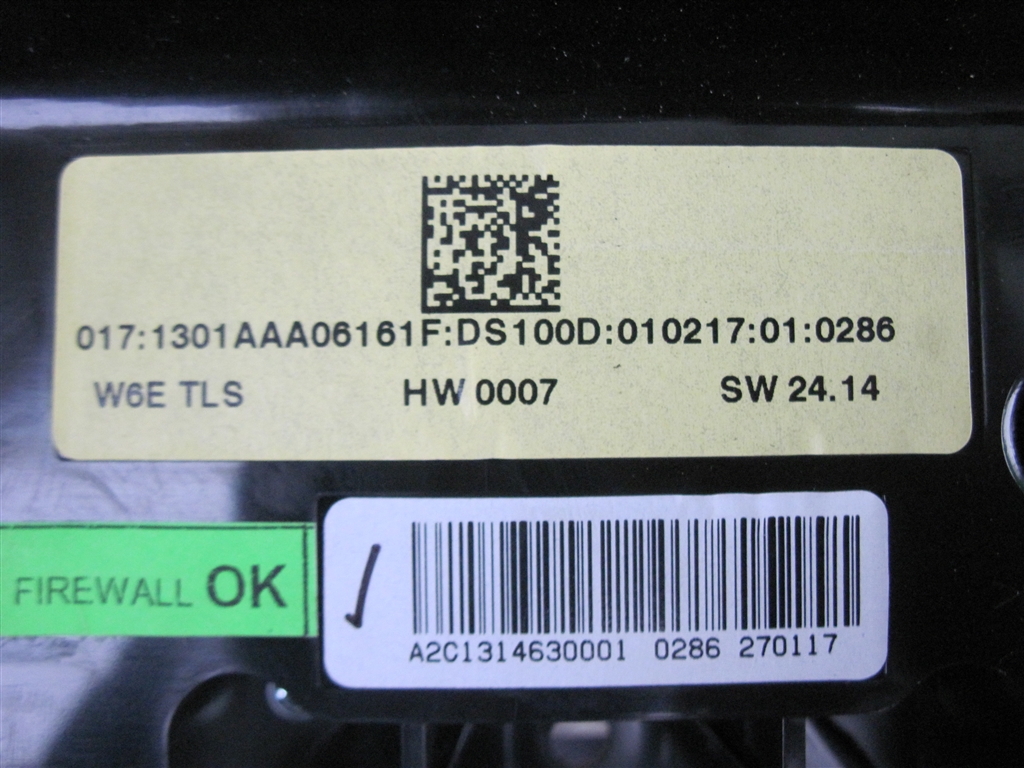 017:1301AAA06161F:DS100D:010217:01:0286
W6E TLS HW 0007 SW 24.14
FIREWALL OK
A2C1314630001 0286 270117